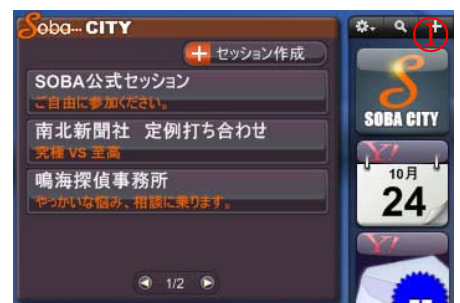 Soba... CITY
+ セッション作成
SOBA公式セッション
ご自由に参加ください。
南北新聞社 定例打ち合わせ
究極 VS 至高
鳴海探偵事務所
やっかいな悩み、相談に乗ります。
1/2
①
S
SOBA CITY
Y!
10月
24
Y!